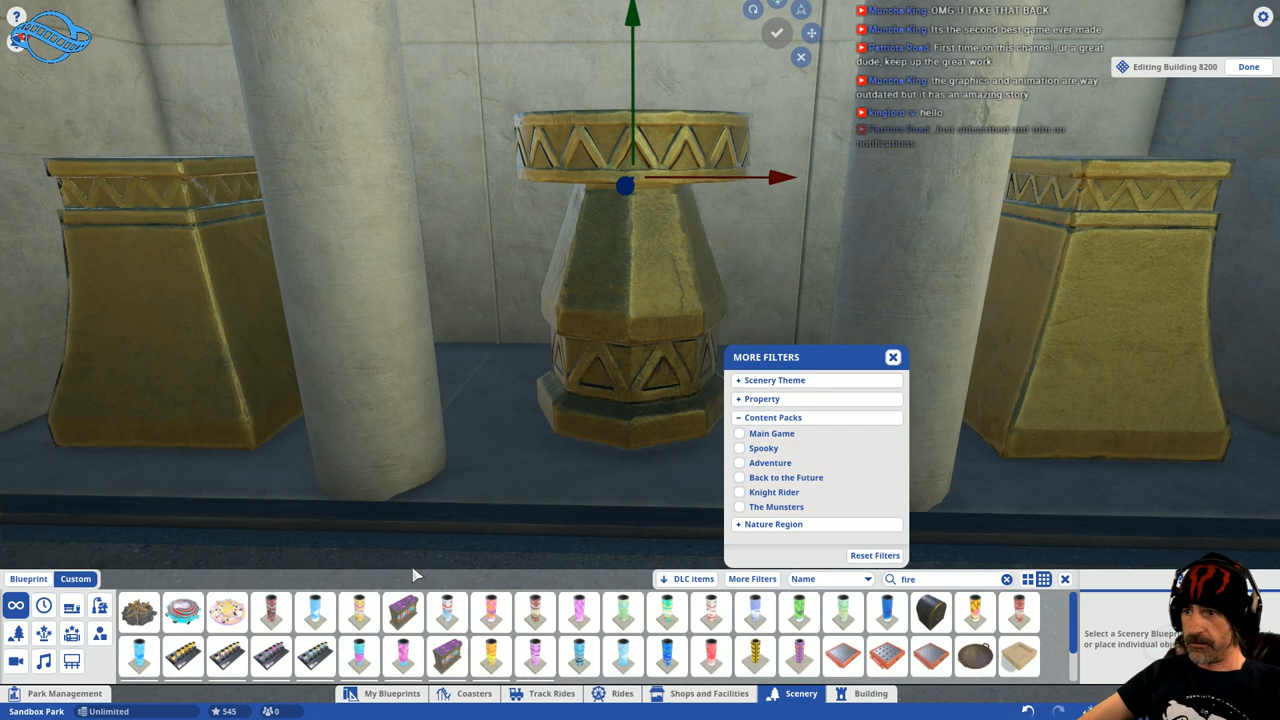 ?
Muncha King: OMG U TAKE THAT BACK
Muncha King: Its the second best game ever made
Patriots Road: First time on this channel, ur a great
dude, keep up the great work
Muncha King: the graphics and animation are way
outdated but it has an amazing story
hello
Patriots Road: Just subscribed and turn on
notifications
Editing Building 8200
Done
MORE FILTERS
+ Scenery Theme
+ Property
- Content Packs
Main Game
Spooky
Adventure
Back to the Future
Knight Rider
The Munsters
+ Nature Region
Reset Filters
Blueprint
Custom
DLC items
More Filters
Name
fire
Select a Scenery
or place individual
Park Management
My Blueprints
Coasters
Track Rides
Rides
Shops and Facilities
Scenery
Building
Sandbox Park
Unlimited
545
0